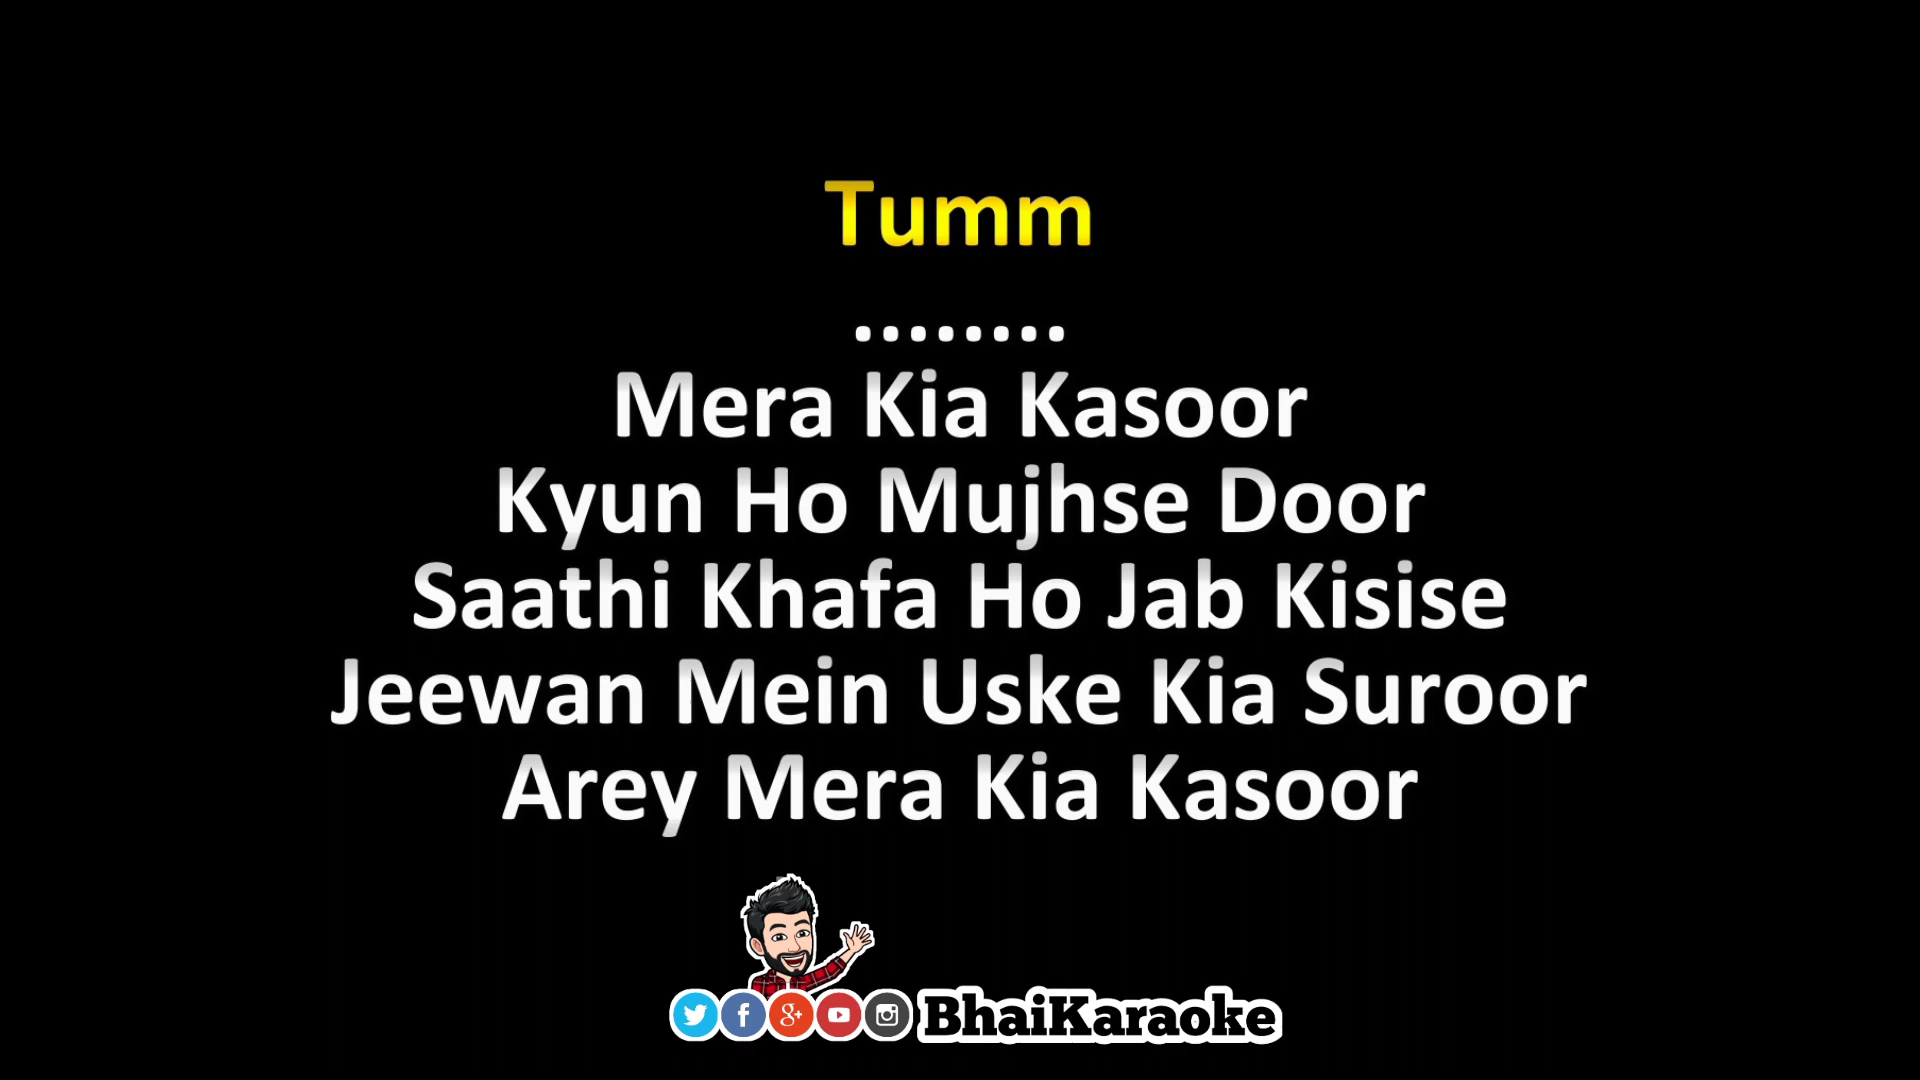 Tumm
........
Mera Kia Kasoor
Kyun Ho Mujhse Door
Saathi Khafa Ho Jab Kisise
Jeewan Mein Uske Kia Suroor
Arey Mera Kia Kasoor
BhaiKaraoke